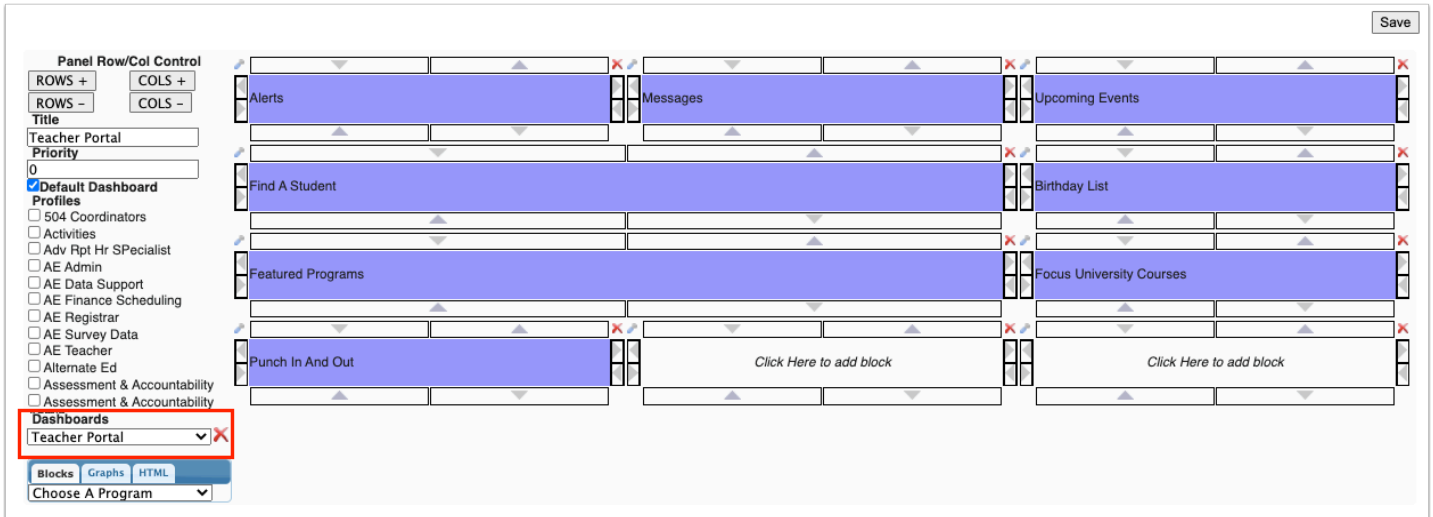 Save
Panel Row/Col Control
ROWS +
COLS +
ROWS -
COLS -
Title
Teacher Portal
Priority
0
Default Dashboard
Profiles
504 Coordinators
Activities
Adv Rpt Hr SPecialist
AE Admin
AE Data Support
AE Finance Scheduling
AE Registrar
AE Survey Data
AE Teacher
Alternate Ed
Assessment & Accountability
Assessment & Accountability
Dashboards
Teacher Portal
Blocks Graphs HTML
Choose A Program
Alerts
Messages
Upcoming Events
Find A Student
Birthday List
Featured Programs
Focus University Courses
Punch In And Out
Click Here to add block
Click Here to add block